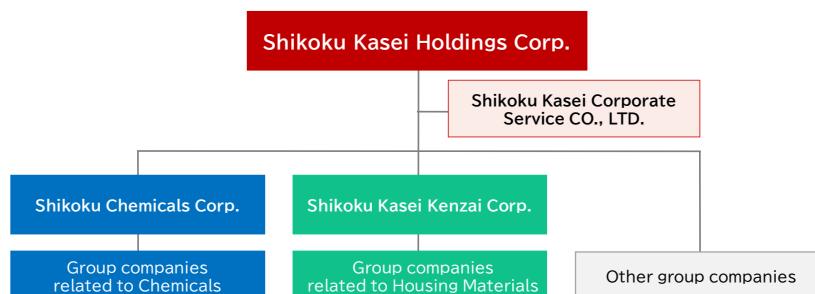 Shikoku Kasei Holdings Corp.
Shikoku Kasei Corporate
Service CO., LTD.
Shikoku Chemicals Corp.
Shikoku Kasei Kenzai Corp.
Group companies
related to Chemicals
Group companies
related to Housing Materials
Other group companies